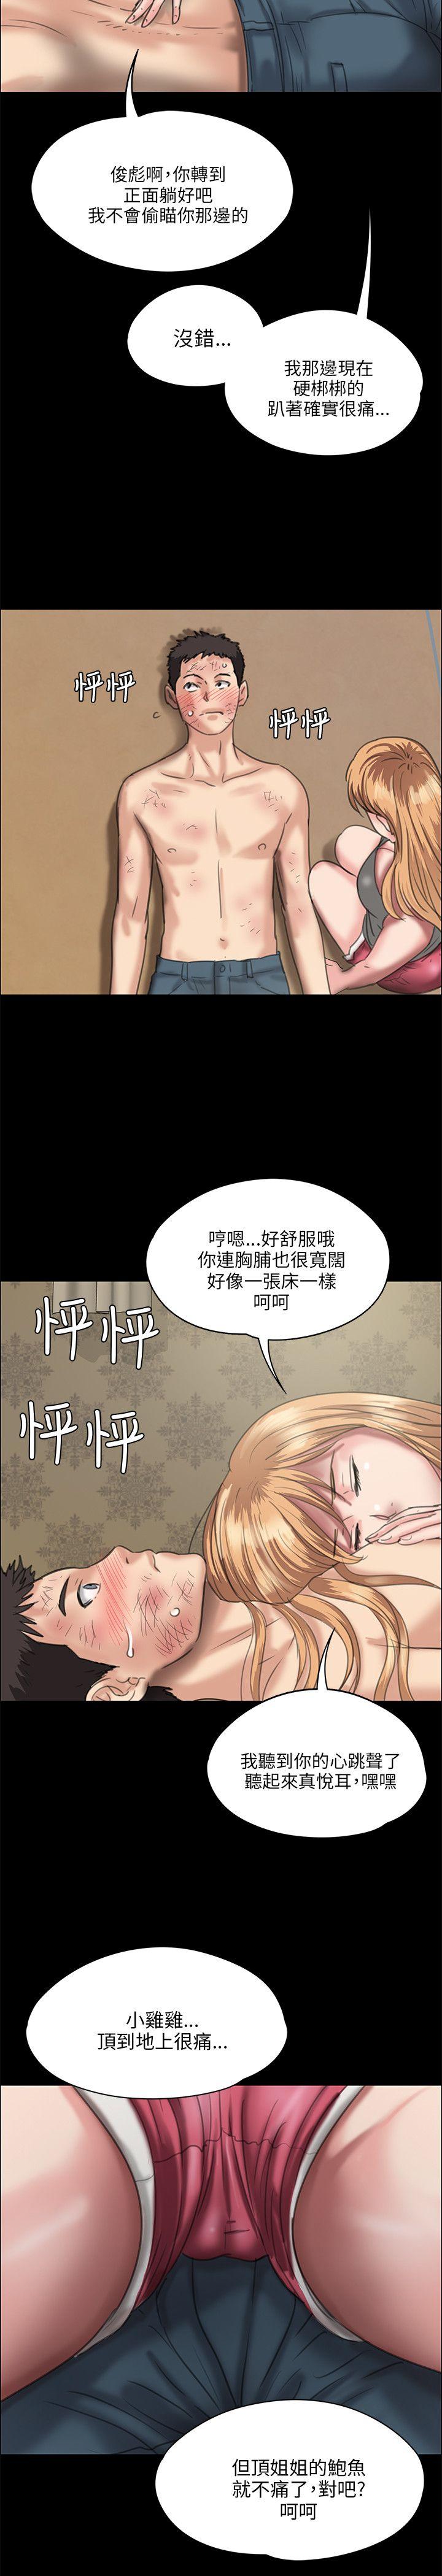 俊彪啊，你轉到
正面躺好吧
我不會偷瞄你那邊的
沒錯...
我那邊現在
硬梆梆的
趴著確實很痛...
怦怦
怦怦
哼嗯...好舒服哦
你連胸脯也很寬闊
好像一張床一樣
呵呵
怦怦
怦怦
我聽到你的心跳聲了
聽起來真悅耳，嘿嘿
小雞雞...
頂到地上很痛...
但頂姐姐的鮑魚
就不痛了，對吧?
呵呵